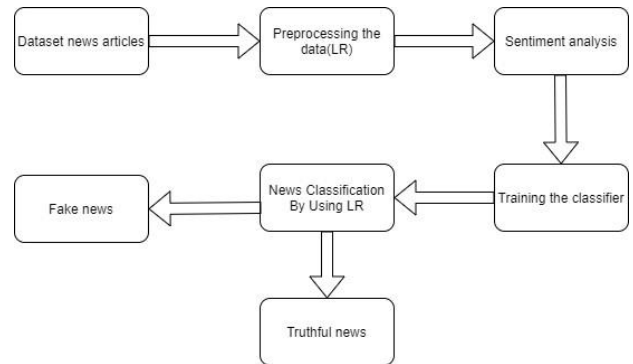 Dataset news articles
Preprocessing the
data(LR)
Sentiment analysis
Training the classifier
News Classification
By Using LR
Fake news
Truthful news